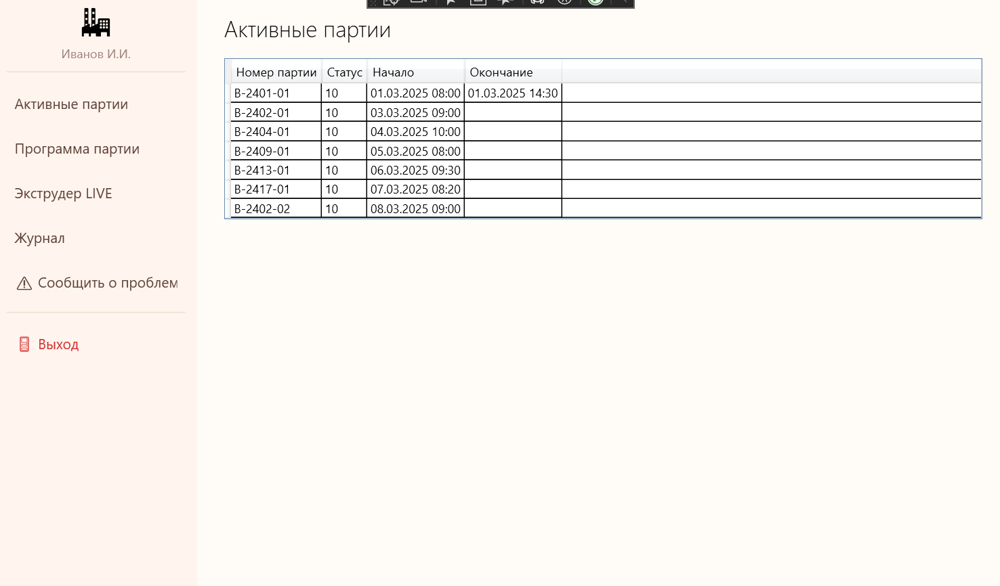 Иванов И.И.
Активные партии
Программа партии
Экструдер LIVE
Журнал
Сообщить о проблем
Выход
Активные партии
Номер партии Статус Начало Окончание
B-2401-01 10 01.03.2025 08:00 01.03.2025 14:30
B-2402-01 10 03.03.2025 09:00
B-2404-01 10 04.03.2025 10:00
B-2409-01 10 05.03.2025 08:00
B-2413-01 10 06.03.2025 09:30
B-2417-01 10 07.03.2025 08:20
B-2402-02 10 08.03.2025 09:00